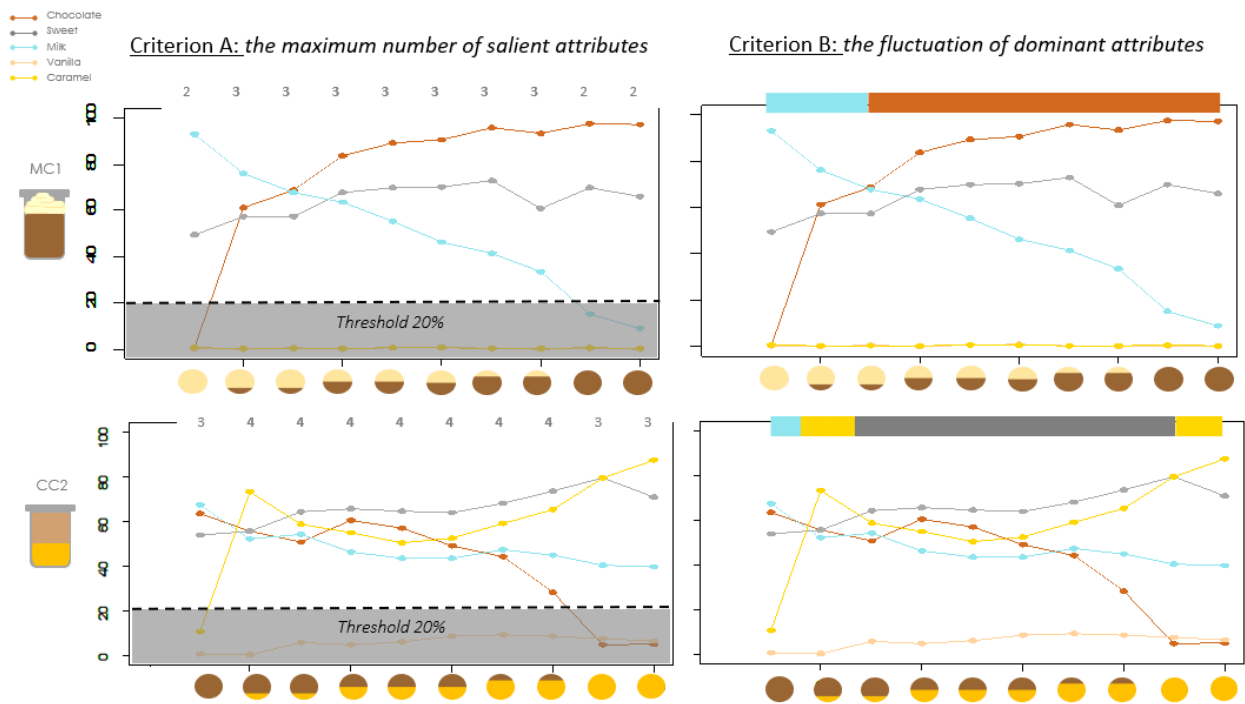 Chocolate
Sweet
Milk
Vanilla
Caramel
Criterion A: the maximum number of salient attributes
Criterion B: the fluctuation of dominant attributes
2 3 3 3 3 3 3 3 2 2
100
80
60
40
20
0
MC1
Threshold 20%
3 4 4 4 4 4 4 4 3 3
100
80
60
40
20
0
CC2
Threshold 20%